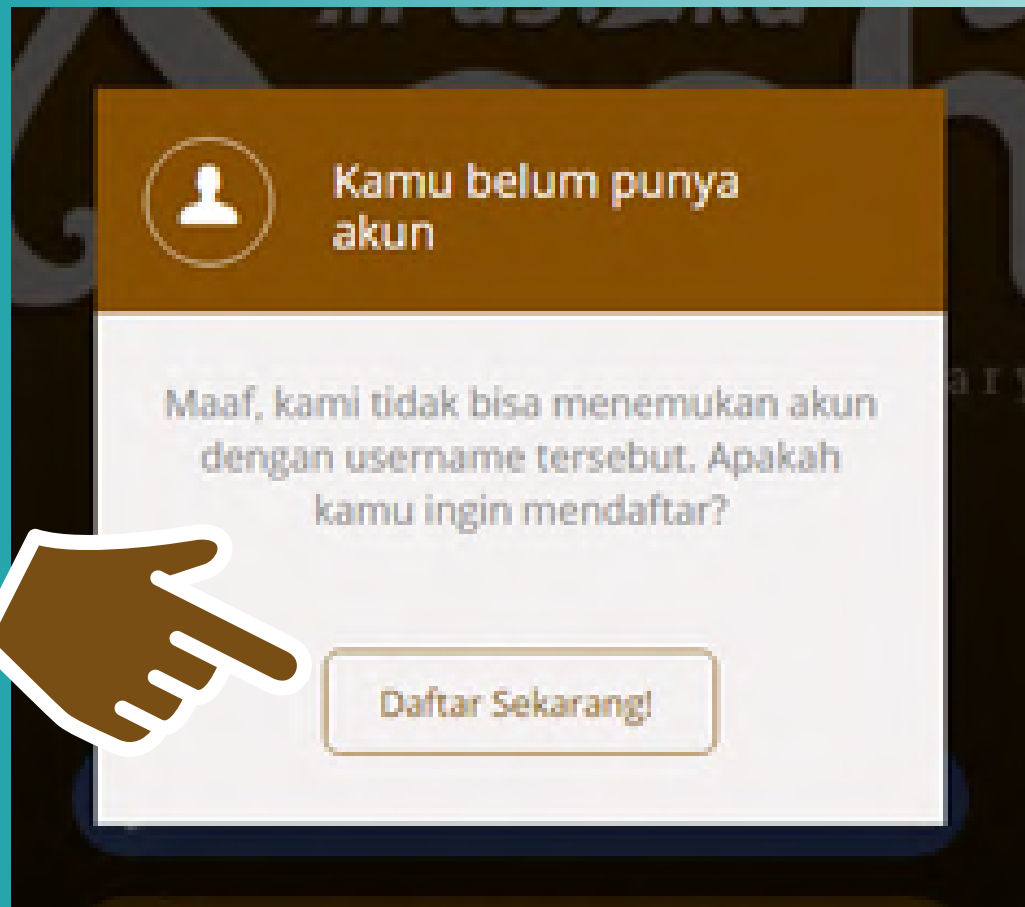 Kamu belum punya
akun
Maaf, kami tidak bisa menemukan akun
dengan username tersebut. Apakah
kamu ingin mendaftar?
Daftar Sekarang!